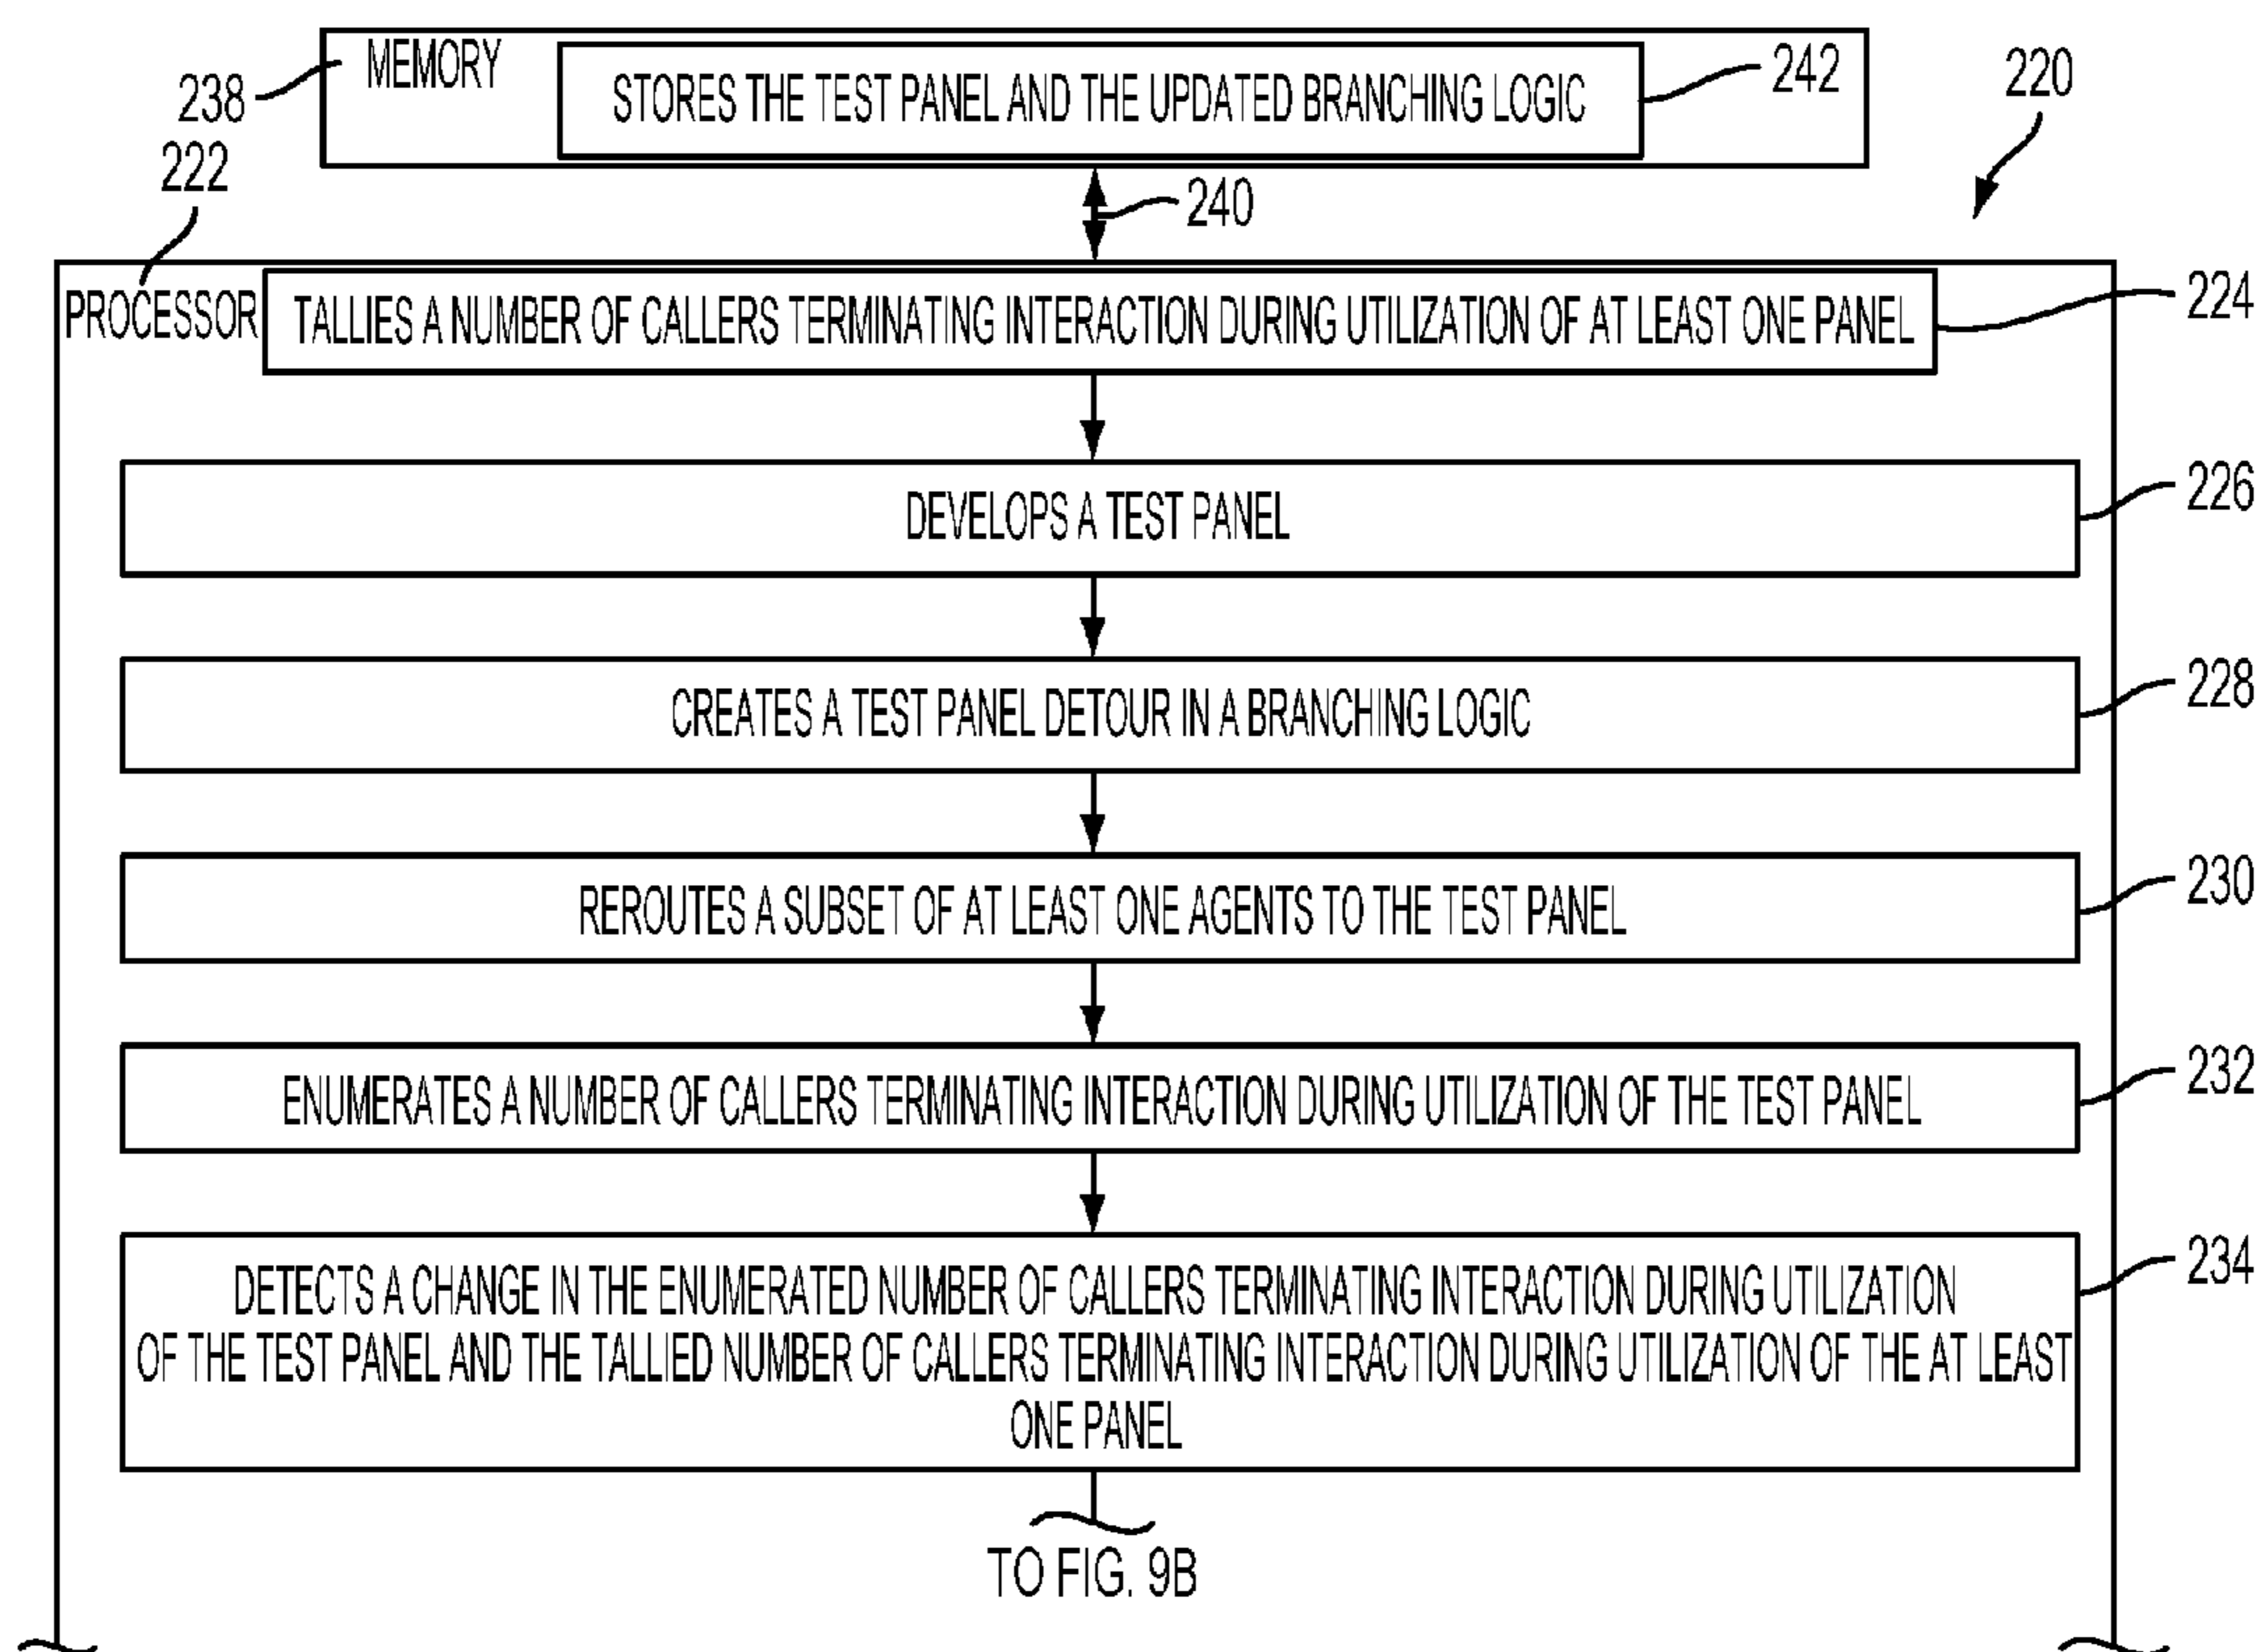 MEMORY
STORES THE TEST PANEL AND THE UPDATED BRANCHING LOGIC
242
220
238
222
240
PROCESSOR
TALLIES A NUMBER OF CALLERS TERMINATING INTERACTION DURING UTILIZATION OF AT LEAST ONE PANEL
224
DEVELOPS A TEST PANEL
226
CREATES A TEST PANEL DETOUR IN A BRANCHING LOGIC
228
REROUTES A SUBSET OF AT LEAST ONE AGENTS TO THE TEST PANEL
230
ENUMERATES A NUMBER OF CALLERS TERMINATING INTERACTION DURING UTILIZATION OF THE TEST PANEL
232
DETECTS A CHANGE IN THE ENUMERATED NUMBER OF CALLERS TERMINATING INTERACTION DURING UTILIZATION
OF THE TEST PANEL AND THE TALLIED NUMBER OF CALLERS TERMINATING INTERACTION DURING UTILIZATION OF THE AT LEAST
ONE PANEL
234
TO FIG. 9B